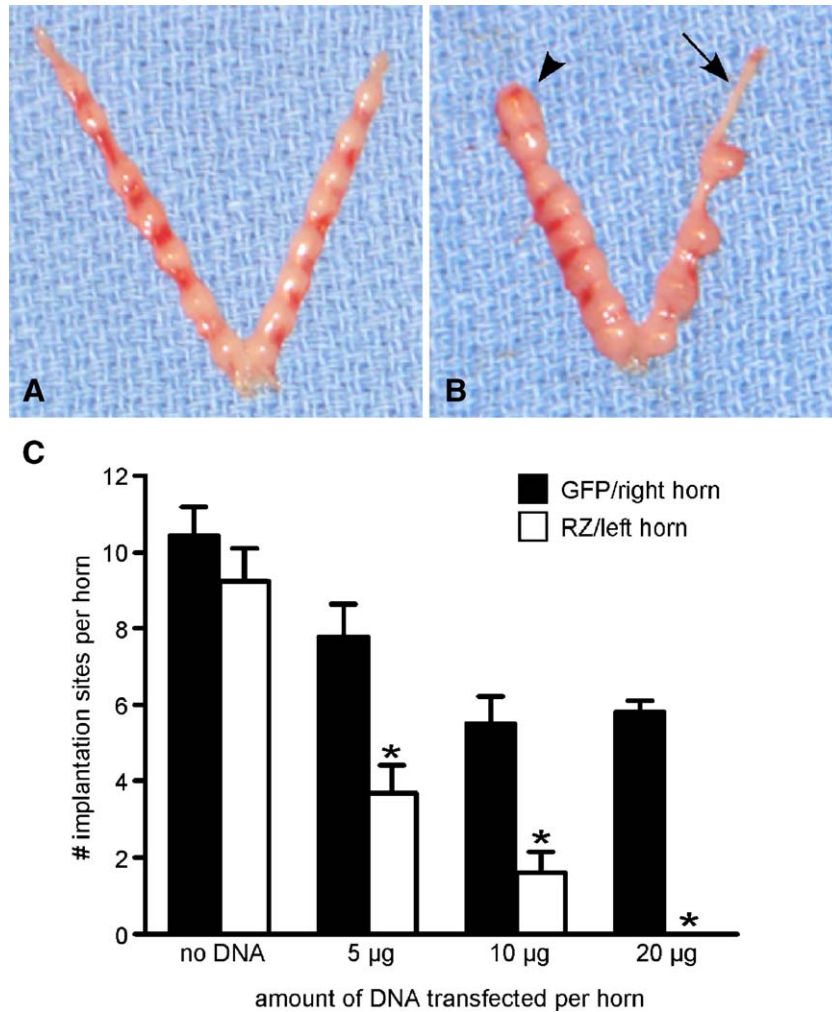 A
B
C
12
10
8
6
4
2
0
# implantation sites per horn
GFP/right horn
RZ/left horn
*
*
*
no DNA
5 µg
10 µg
20 µg
amount of DNA transfected per horn